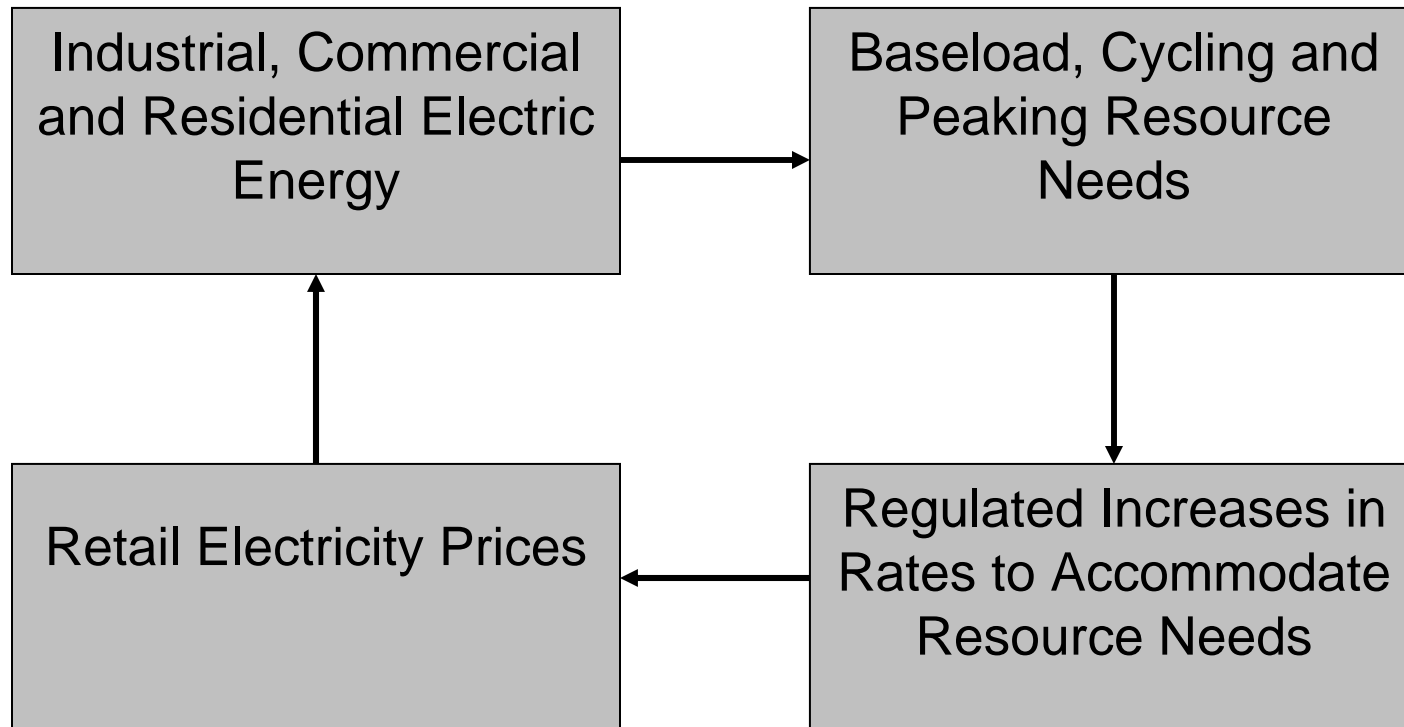 Industrial, Commercial
and Residential Electric
Energy
Baseload, Cycling and
Peaking Resource
Needs
Retail Electricity Prices
Regulated Increases in
Rates to Accommodate
Resource Needs